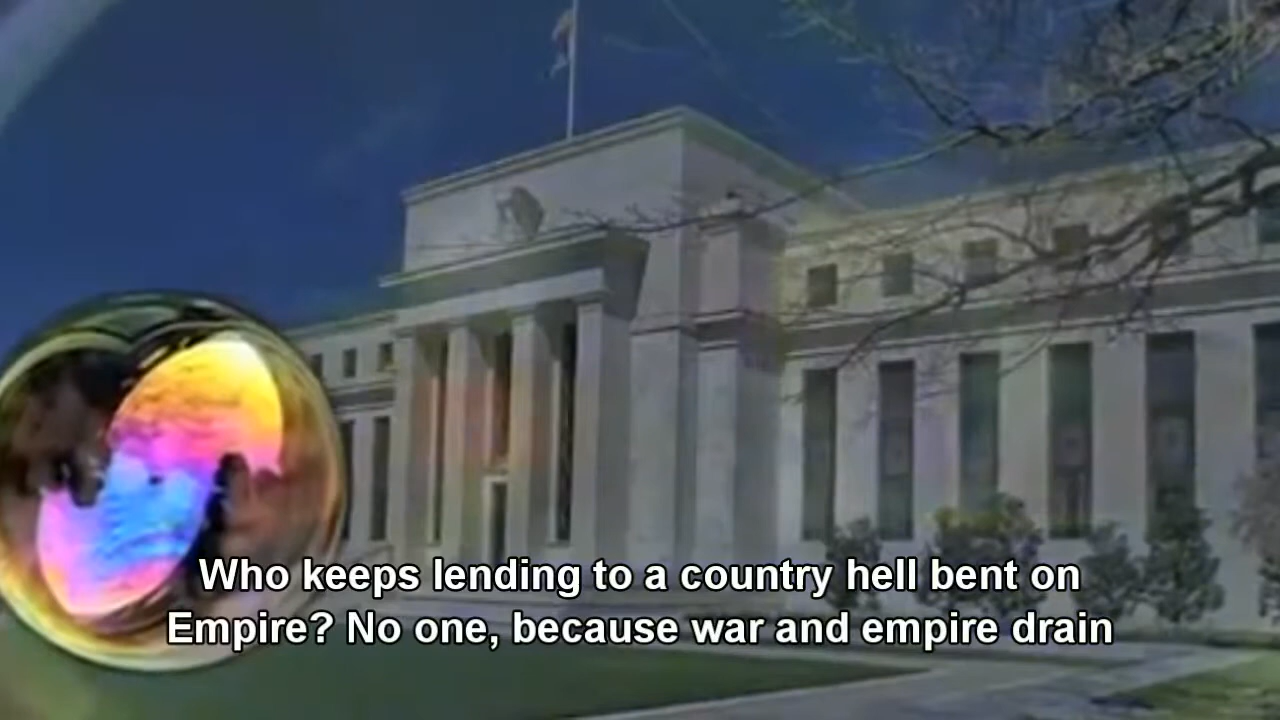 Who keeps lending to a country hell bent on
Empire? No one, because war and empire drain